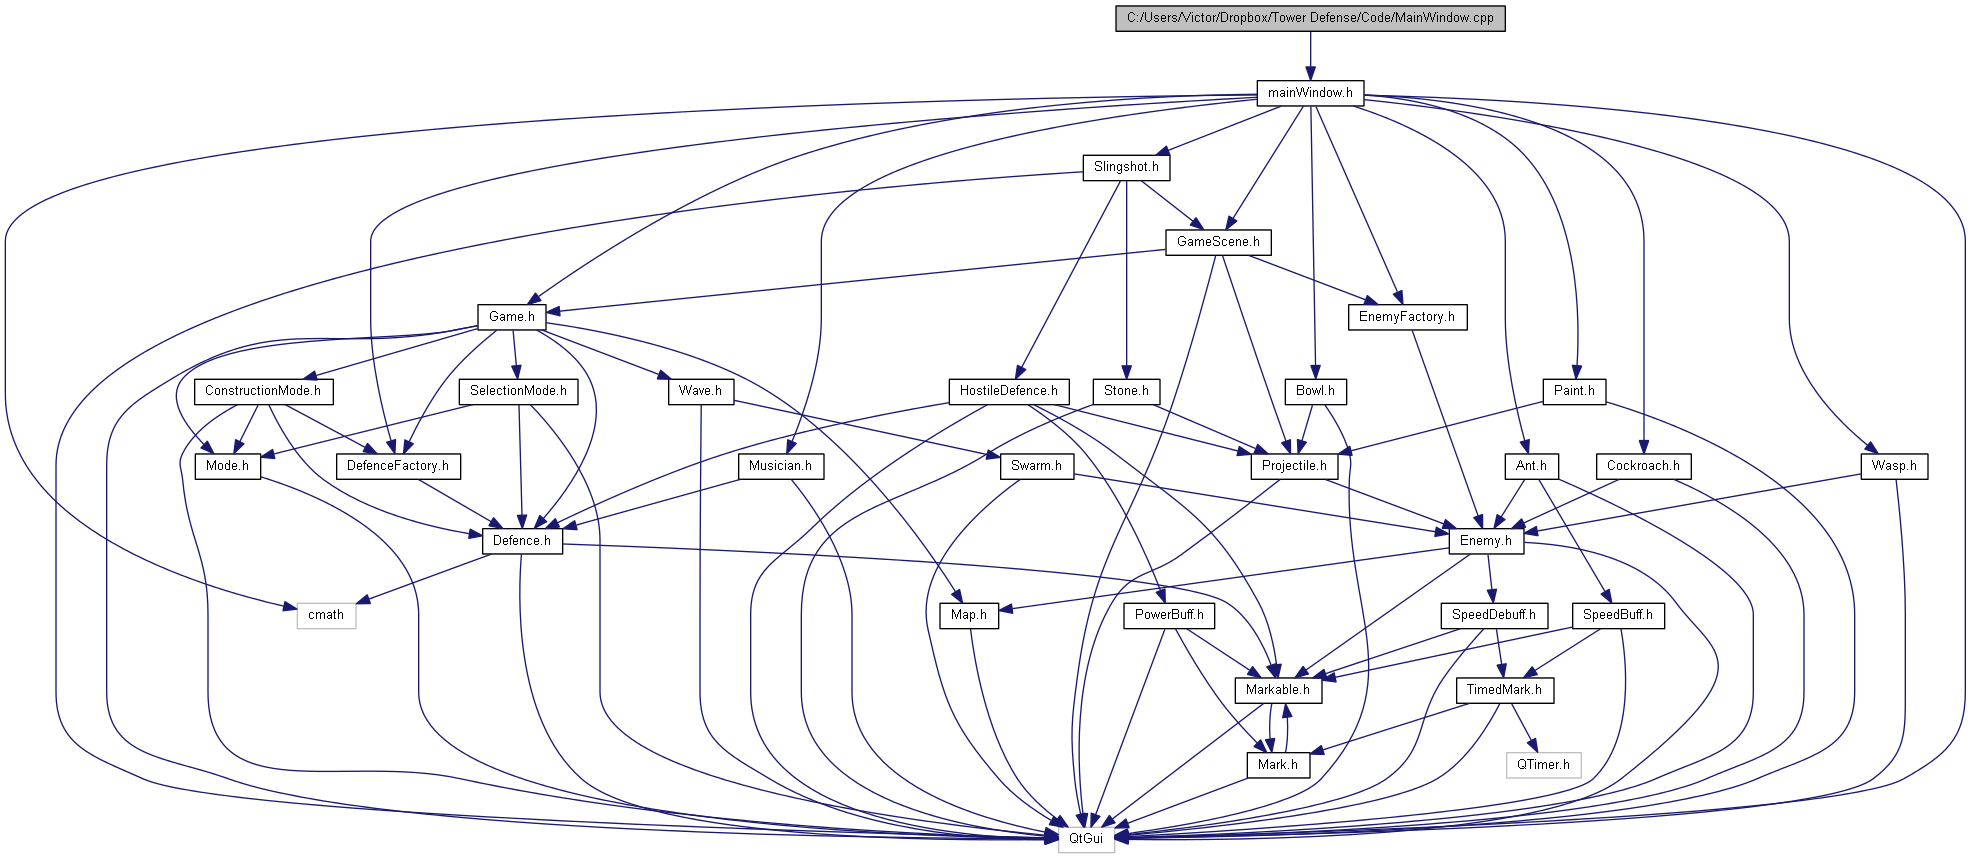 C:/Users/Victor/Dropbox/Tower Defense/Code/MainWindow.cpp
mainWindow.h
Slingshot.h
GameScene.h
Game.h
EnemyFactory.h
ConstructionMode.h
SelectionMode.h
Wave.h
HostileDefence.h
Stone.h
Bowl.h
Paint.h
Mode.h
DefenceFactory.h
Musician.h
Swarm.h
Projectile.h
Ant.h
Cockroach.h
Wasp.h
Defence.h
Enemy.h
cmath
Map.h
PowerBuff.h
SpeedDebuff.h
SpeedBuff.h
Markable.h
TimedMark.h
Mark.h
QTimer.h
QtGui